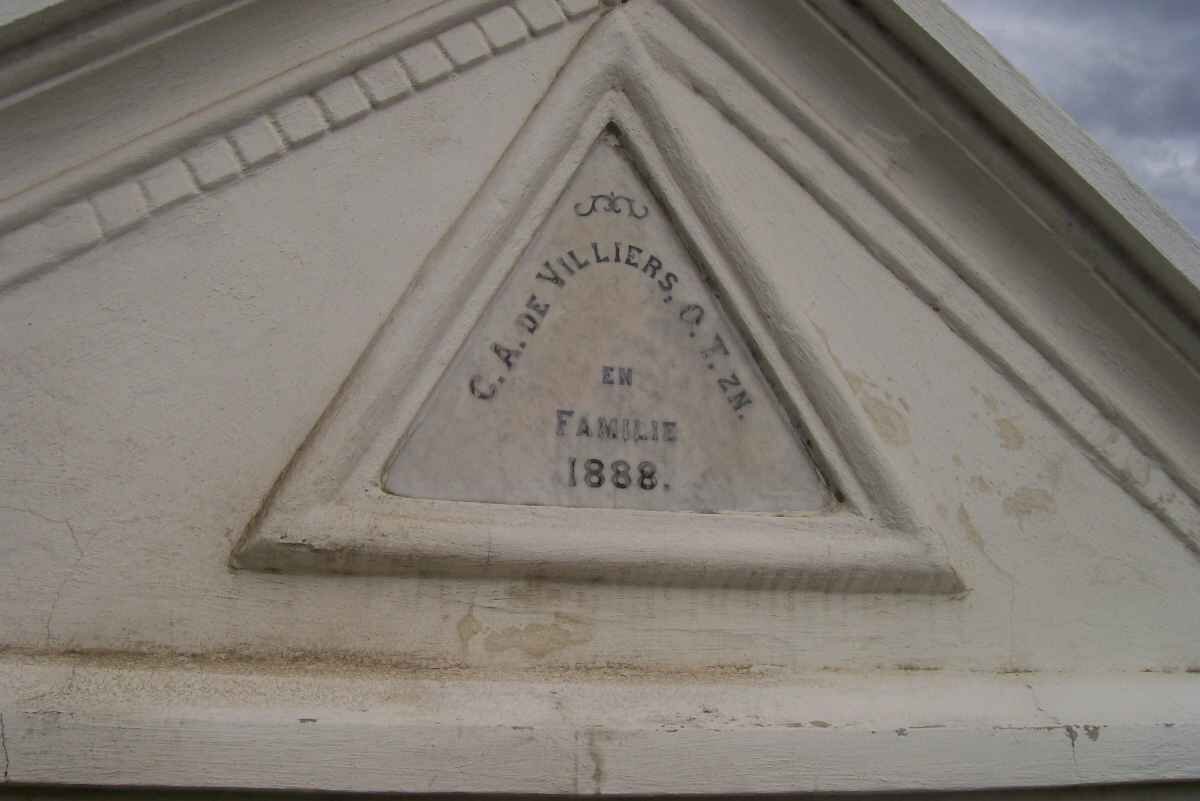 C. A. DE VILLIERS, O. T. ZN.
EN
FAMILIE
1888.